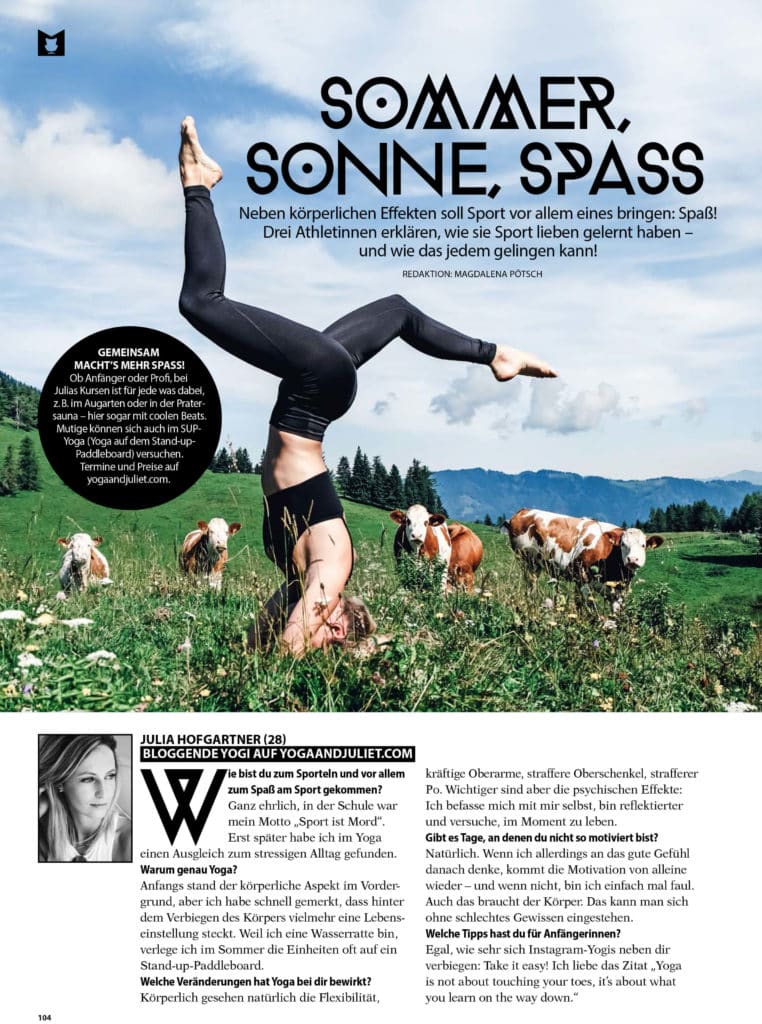 SOMMER,
SONNE, SPASS
Neben körperlichen Effekten soll Sport vor allem eines bringen: Spaß!
Drei Athletinnen erklären, wie sie Sport lieben gelernt haben –
und wie das jedem gelingen kann!
REDAKTION: MAGDALENA PÖTSCH
GEMEINSAM
MACHT'S MEHR SPASS!
Ob Anfänger oder Profi, bei
Julias Kursen ist für jede was dabei,
z. B. im Augarten oder in der Prater-
sauna – hier sogar mit coolen Beats.
Mutige können sich auch im SUP-
Yoga (Yoga auf dem Stand-up-
Paddleboard) versuchen.
Termine und Preise auf
yogaandjuliet.com.
JULIA HOFGARTNER (28)
BLOGGENDE YOGI AUF YOGAANDJULIET.COM
Wie bist du zum Sporteln und vor allem
zum Spaß am Sport gekommen?
Ganz ehrlich, in der Schule war
mein Motto „Sport ist Mord“.
Erst später habe ich im Yoga
einen Ausgleich zum stressigen Alltag gefunden.
Warum genau Yoga?
Anfangs stand der körperliche Aspekt im Vorder-
grund, aber ich habe schnell gemerkt, dass hinter
dem Verbiegen des Körpers vielmehr eine Lebens-
einstellung steckt. Weil ich eine Wasserratte bin,
verlege ich im Sommer die Einheiten oft auf ein
Stand-up-Paddleboard.
Welche Veränderungen hat Yoga bei dir bewirkt?
Körperlich gesehen natürlich die Flexibilität,
kräftige Oberarme, straffere Oberschenkel, strafferer
Po. Wichtiger sind aber die psychischen Effekte:
Ich befasse mich mit mir selbst, bin reflektierter
und versuche, im Moment zu leben.
Gibt es Tage, an denen du nicht so motiviert bist?
Natürlich. Wenn ich allerdings an das gute Gefühl
danach denke, kommt die Motivation von alleine
wieder – und wenn nicht, bin ich einfach mal faul.
Auch das braucht der Körper. Das kann man sich
ohne schlechtes Gewissen eingestehen.
Welche Tipps hast du für Anfängerinnen?
Egal, wie sehr sich Instagram-Yogis neben dir
verbiegen: Take it easy! Ich liebe das Zitat „Yoga
is not about touching your toes, it's about what
you learn on the way down.“
104